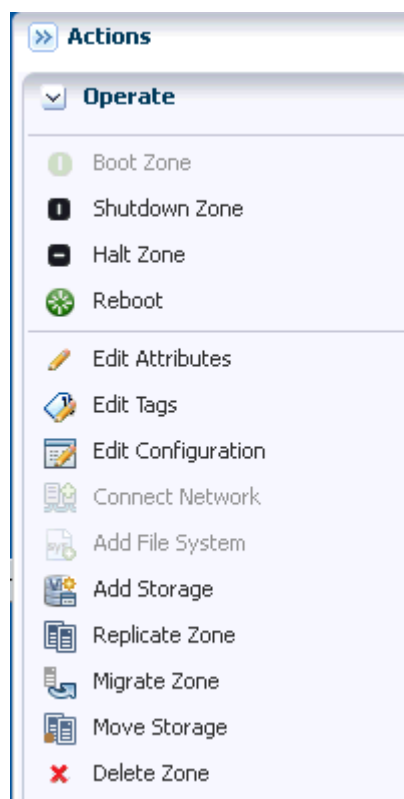 Actions
Operate
Boot Zone
Shutdown Zone
Halt Zone
Reboot
Edit Attributes
Edit Tags
Edit Configuration
Connect Network
Add File System
Add Storage
Replicate Zone
Migrate Zone
Move Storage
Delete Zone